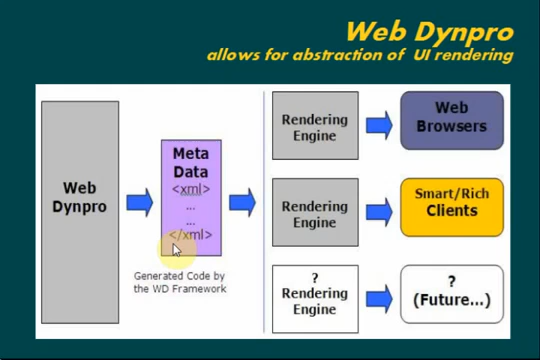 Web Dynpro
allows for abstraction of UI rendering
Web
Dynpro
Meta
Data
<xml>
...
...
</xml>
Generated Code by
the WD Framework
Rendering
Engine
Web
Browsers
Rendering
Engine
Smart/Rich
Clients
?
Rendering
Engine
?
(Future...)